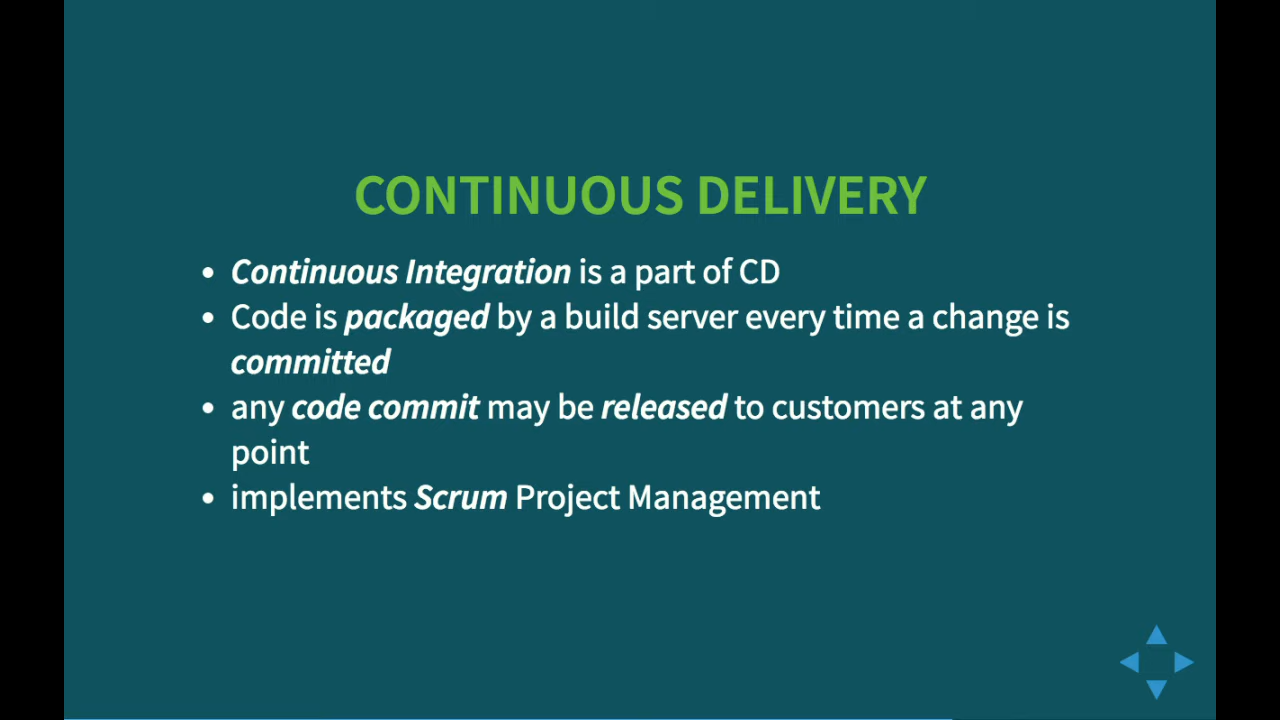 CONTINUOUS DELIVERY
• Continuous Integration is a part of CD
• Code is packaged by a build server every time a change is
committed
• any code commit may be released to customers at any
point
• implements Scrum Project Management